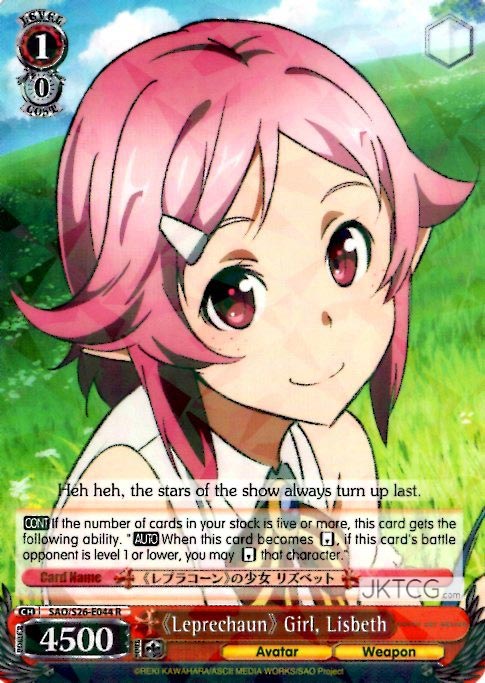 LEVEL
1
0
COST
Heh heh, the stars of the show always turn up last.
CONT If the number of cards in your stock is five or more, this card gets the
following ability. "AUTO When this card becomes , if this card's battle
opponent is level 1 or lower, you may that character."
Card Name 《レプラコーン》の少女 リズベット
JKTCG.com
CH SAO/S26-E044 R
POWER 4500 SOUL
《Leprechaun》 Girl, Lisbeth
Avatar Weapon
©REKI KAWAHARA/ASCII MEDIA WORKS/SAO Project